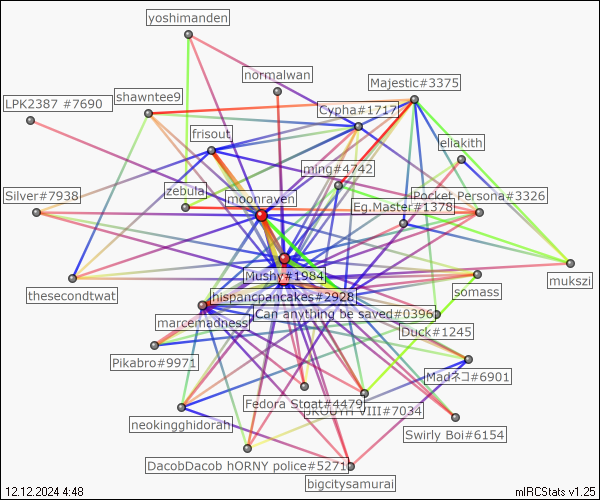 yoshimanden
normalwan
Majestic#3375
LPK2387 #7690
shawntee9
Cypha#1717
frisout
eliakith
ming#4742
zebula
Silver#7938
moonraven
Pocket Persona#3326
Eg.Master#1378
Mushy#1984
mukszi
somass
thesecondtwat
hispancpancakes#2928
Can anything be saved#0396
marcemadness
Duck#1245
Pikabro#9971
Madネコ#6901
Fedora Stoat#4479
VIII#7034
neokingghidorah
Swirly Boi#6154
DacobDacob hORNY police#5271
bigcitysamurai
12.12.2024 4:48
mIRCStats v1.25